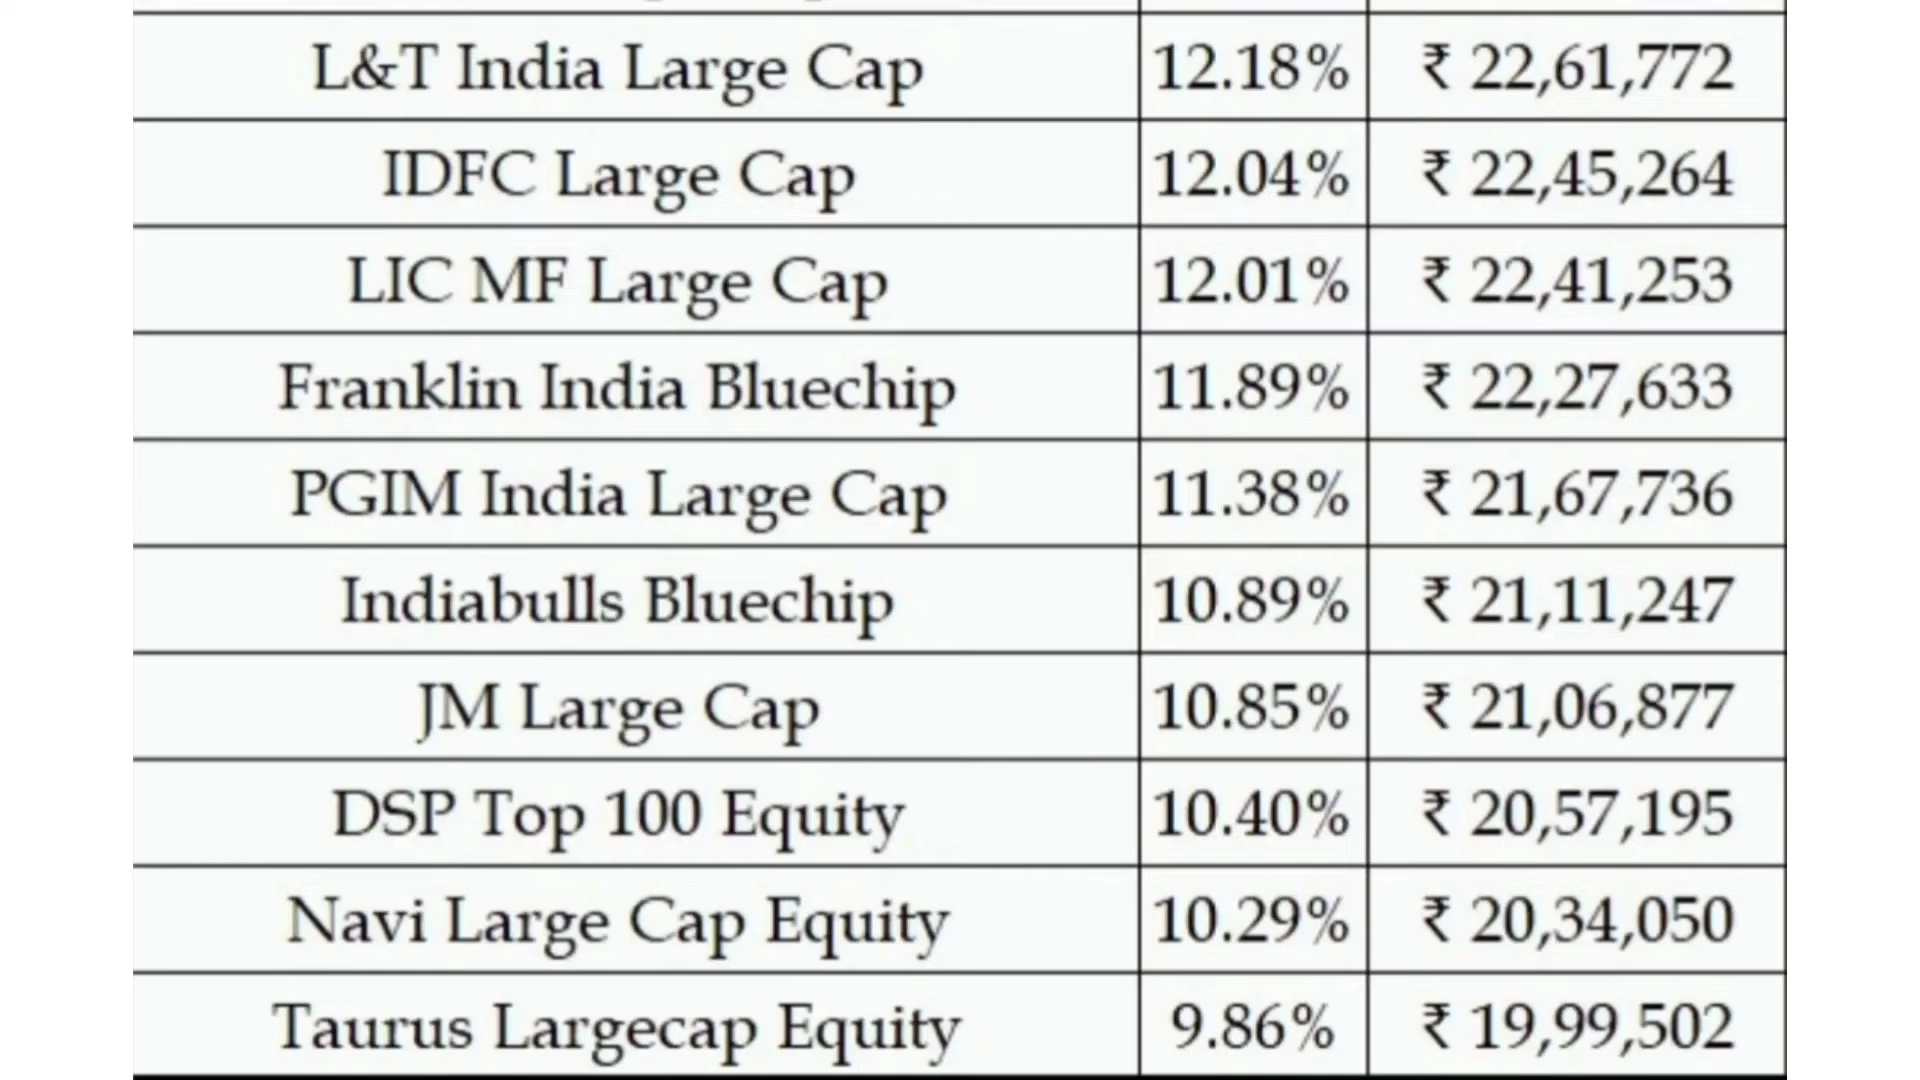 L&T India Large Cap 12.18% ₹ 22,61,772
IDFC Large Cap 12.04% ₹ 22,45,264
LIC MF Large Cap 12.01% ₹ 22,41,253
Franklin India Bluechip 11.89% ₹ 22,27,633
PGIM India Large Cap 11.38% ₹ 21,67,736
Indiabulls Bluechip 10.89% ₹ 21,11,247
JM Large Cap 10.85% ₹ 21,06,877
DSP Top 100 Equity 10.40% ₹ 20,57,195
Navi Large Cap Equity 10.29% ₹ 20,34,050
Taurus Largecap Equity 9.86% ₹ 19,99,502